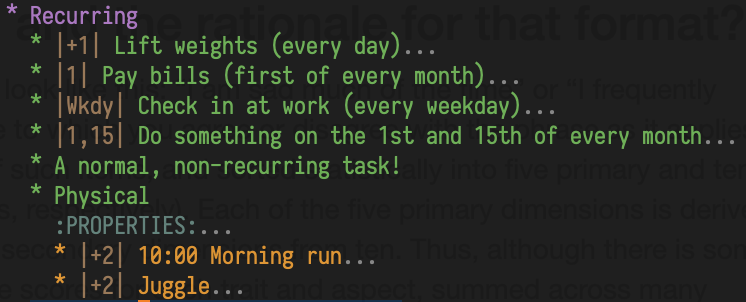 * Recurring
* |+1| Lift weights (every day)...
* |1| Pay bills (first of every month)...
* |Wkdy| Check in at work (every weekday)...
* |1,15| Do something on the 1st and 15th of every month...
* A normal, non-recurring task!
* Physical
:PROPERTIES:...
* |+2| 10:00 Morning run...
* |+2| Juggle...